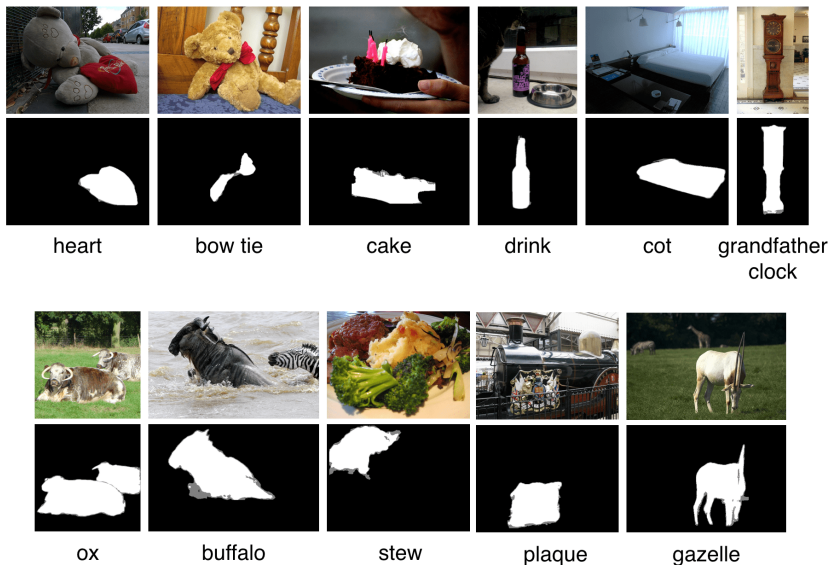 heart
bow tie
cake
drink
cot
grandfather
clock
ox
buffalo
stew
plaque
gazelle